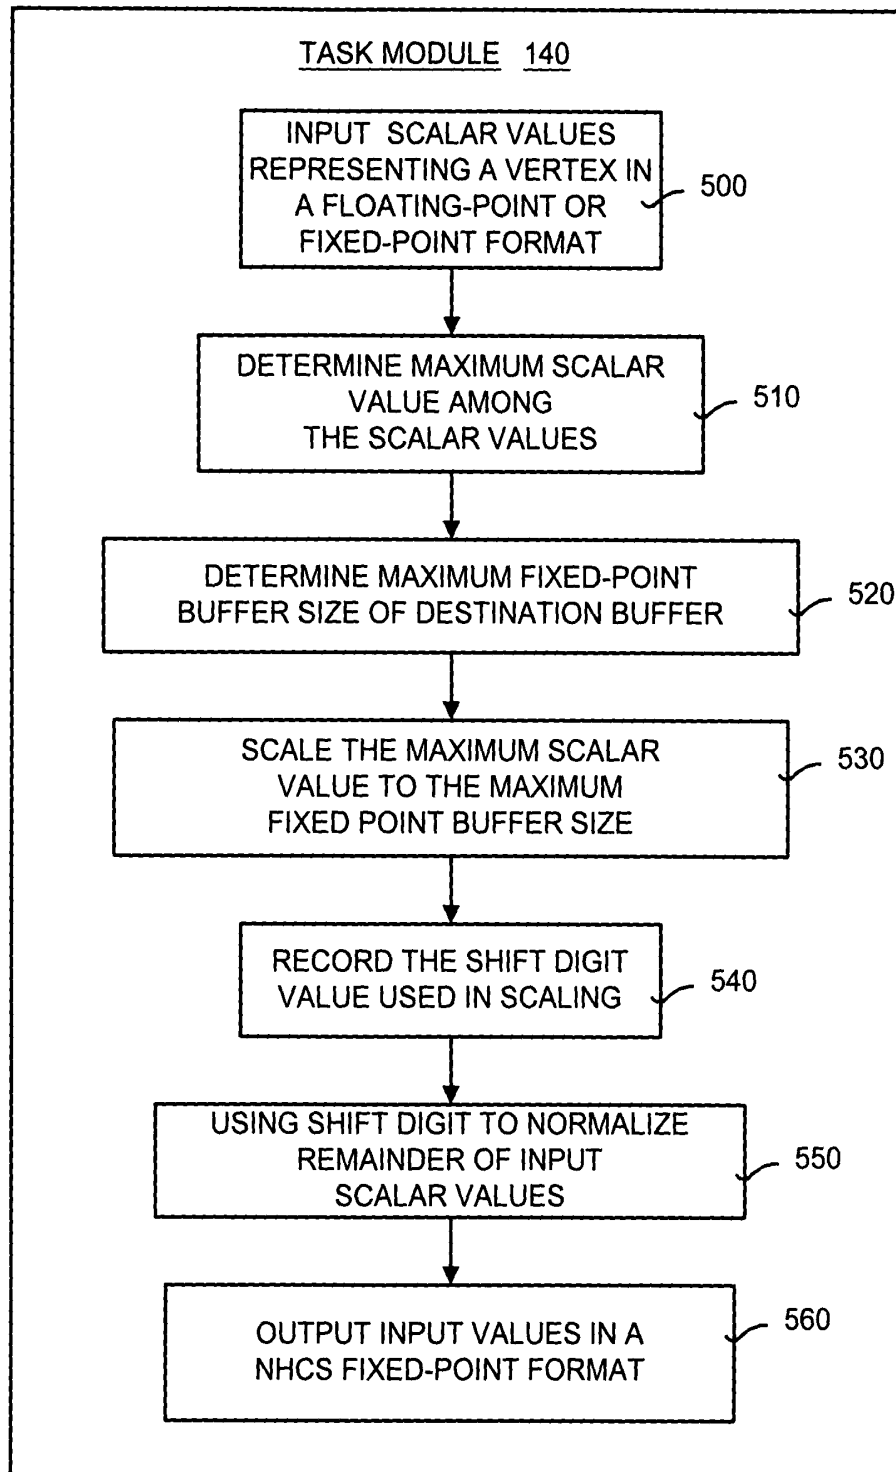 TASK MODULE 140
INPUT SCALAR VALUES
REPRESENTING A VERTEX IN
A FLOATING-POINT OR
FIXED-POINT FORMAT
500
DETERMINE MAXIMUM SCALAR
VALUE AMONG
THE SCALAR VALUES
510
DETERMINE MAXIMUM FIXED-POINT
BUFFER SIZE OF DESTINATION BUFFER
520
SCALE THE MAXIMUM SCALAR
VALUE TO THE MAXIMUM
FIXED POINT BUFFER SIZE
530
RECORD THE SHIFT DIGIT
VALUE USED IN SCALING
540
USING SHIFT DIGIT TO NORMALIZE
REMAINDER OF INPUT
SCALAR VALUES
550
OUTPUT INPUT VALUES IN A
NHCS FIXED-POINT FORMAT
560